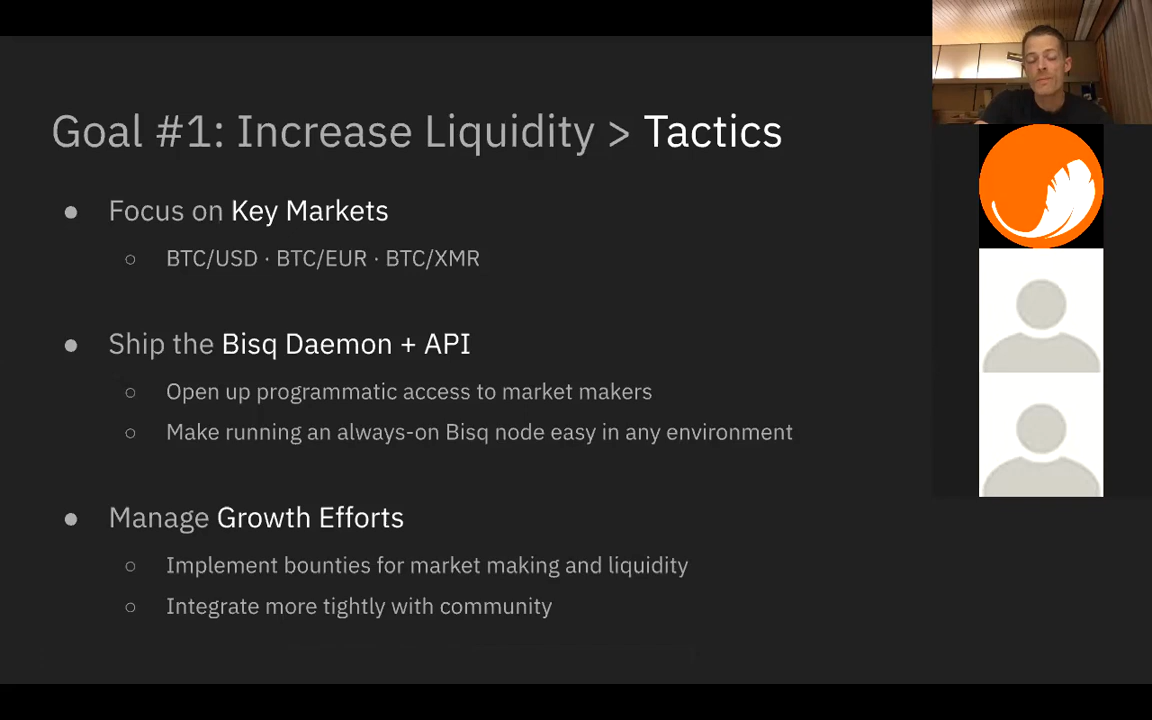 Goal #1: Increase Liquidity > Tactics
● Focus on Key Markets
○ BTC/USD · BTC/EUR · BTC/XMR
● Ship the Bisq Daemon + API
○ Open up programmatic access to market makers
○ Make running an always-on Bisq node easy in any environment
● Manage Growth Efforts
○ Implement bounties for market making and liquidity
○ Integrate more tightly with community